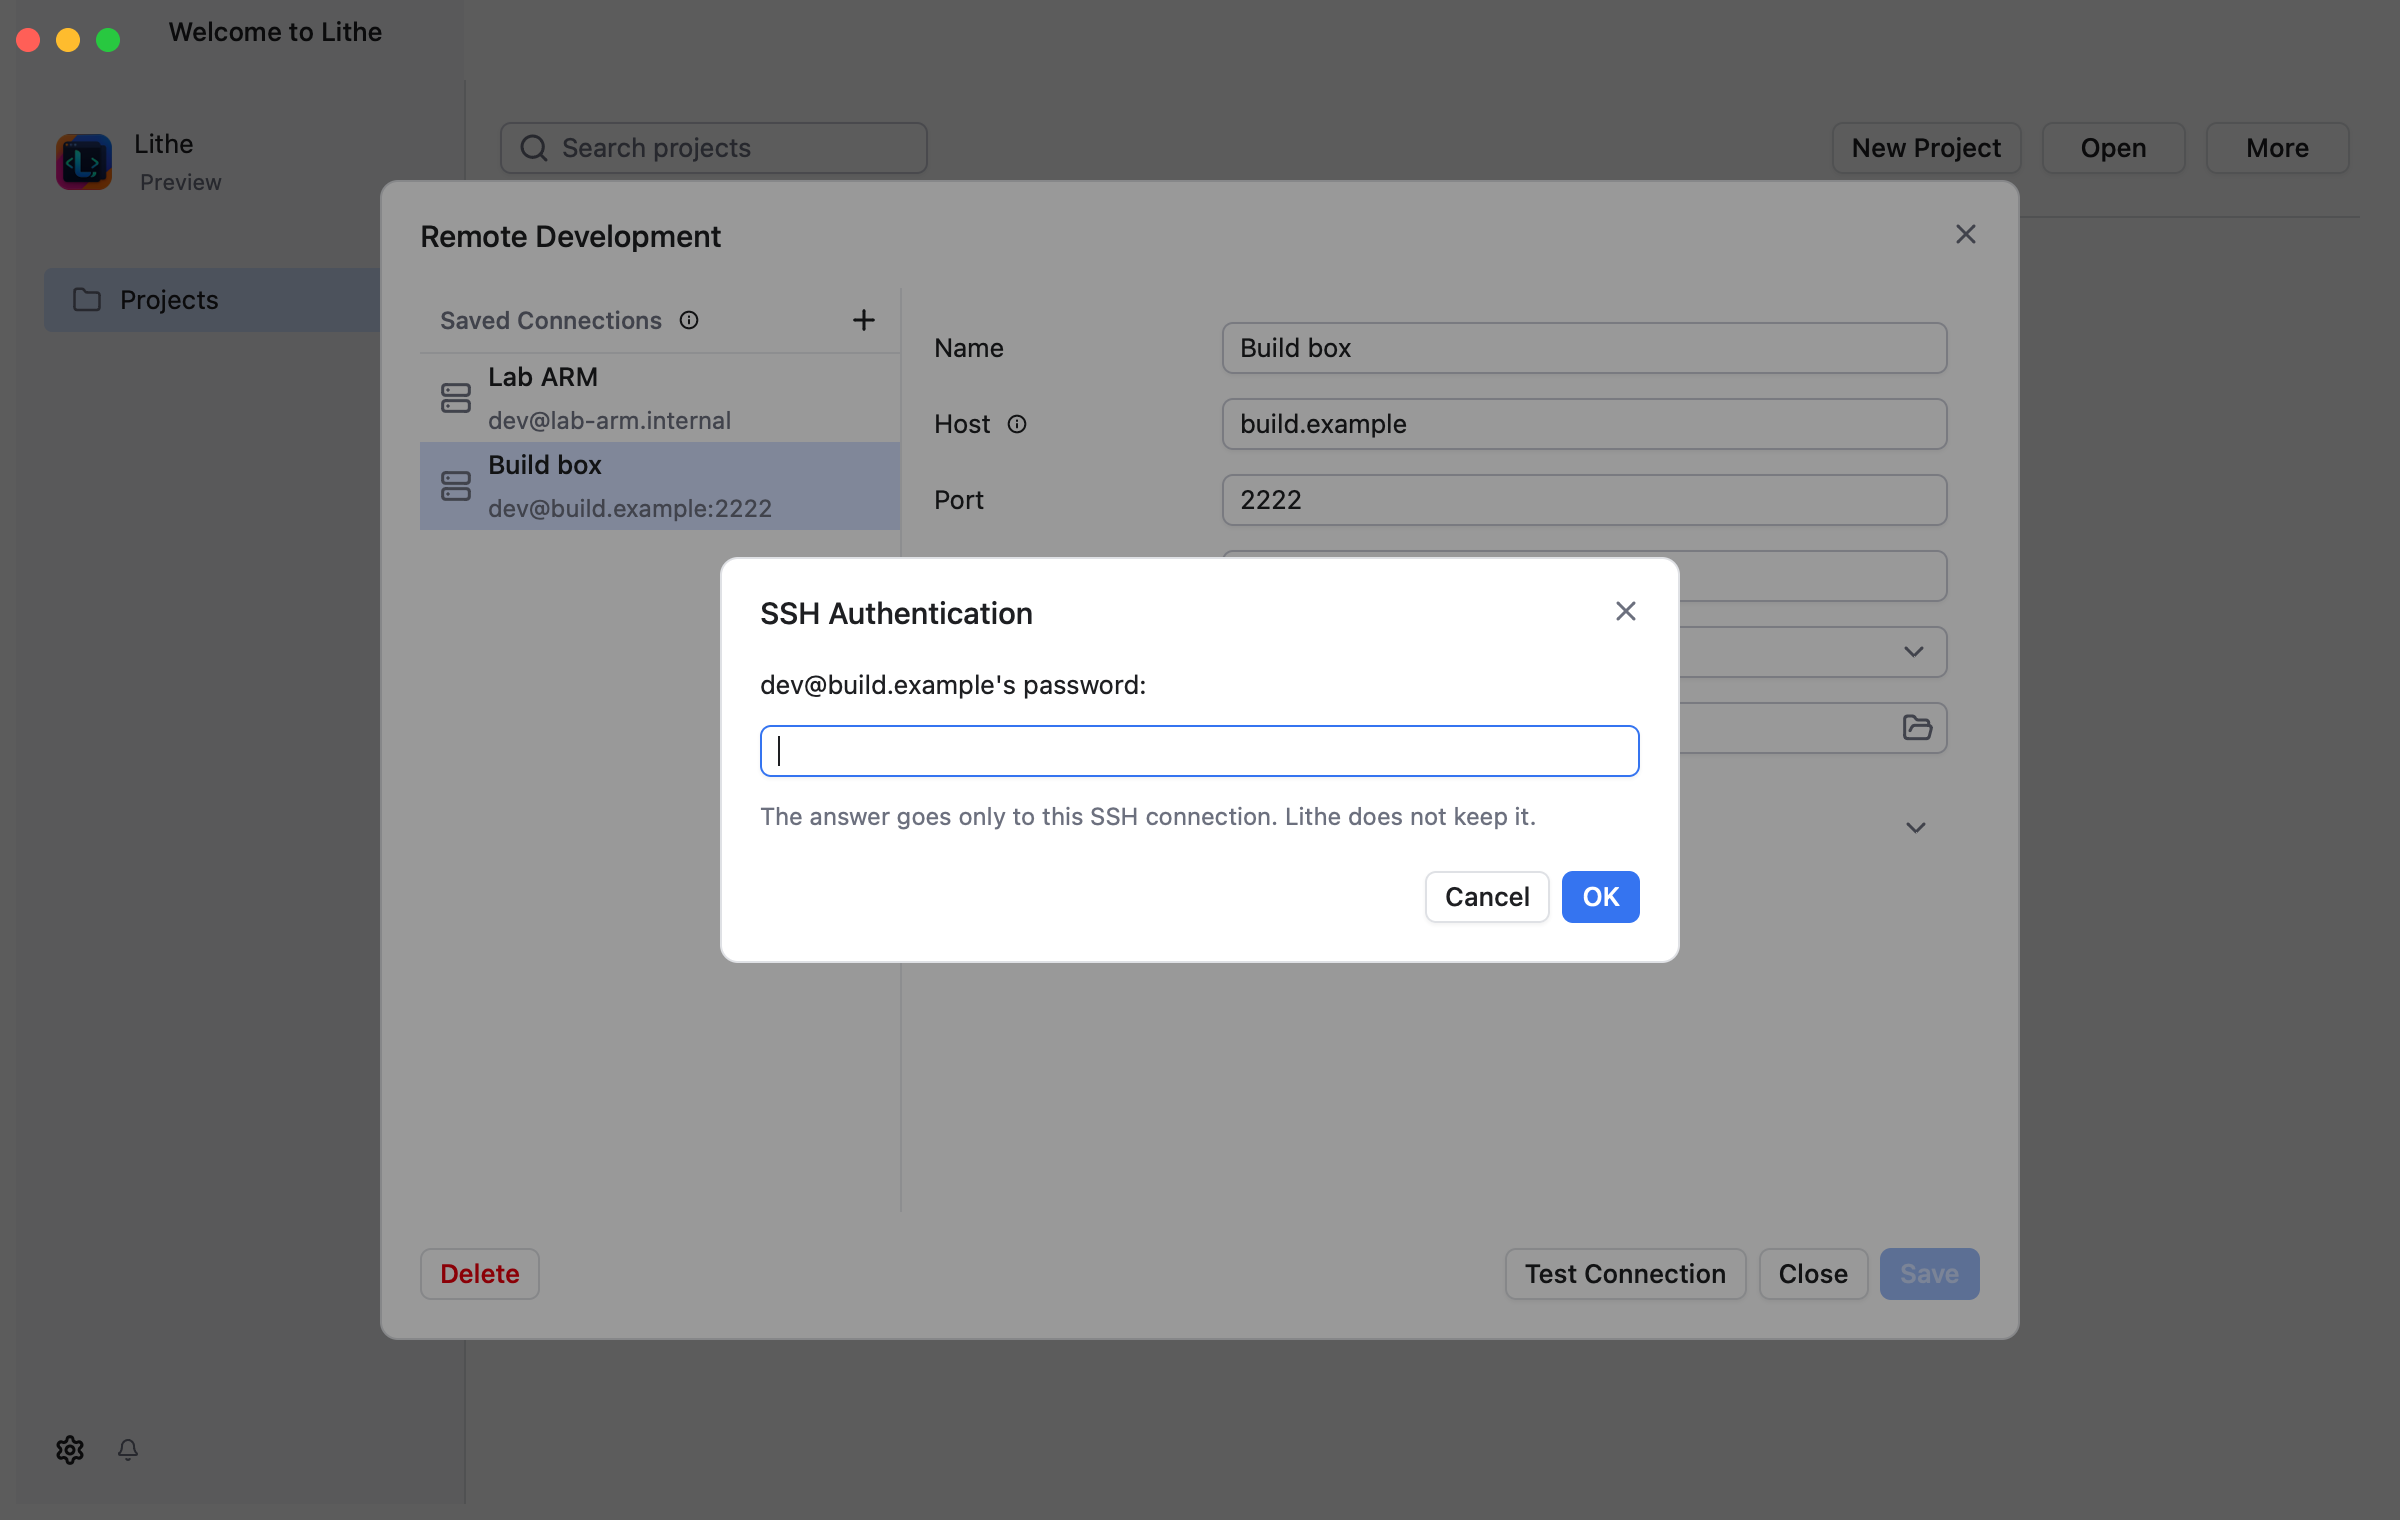 Welcome to Lithe
Lithe
Preview
Search projects
New Project
Open
More
Projects
Remote Development
Saved Connections
Lab ARM
dev@lab-arm.internal
Build box
dev@build.example:2222
Name
Build box
Host
build.example
Port
2222
SSH Authentication
dev@build.example's password:
The answer goes only to this SSH connection. Lithe does not keep it.
Cancel
OK
Delete
Test Connection
Close
Save